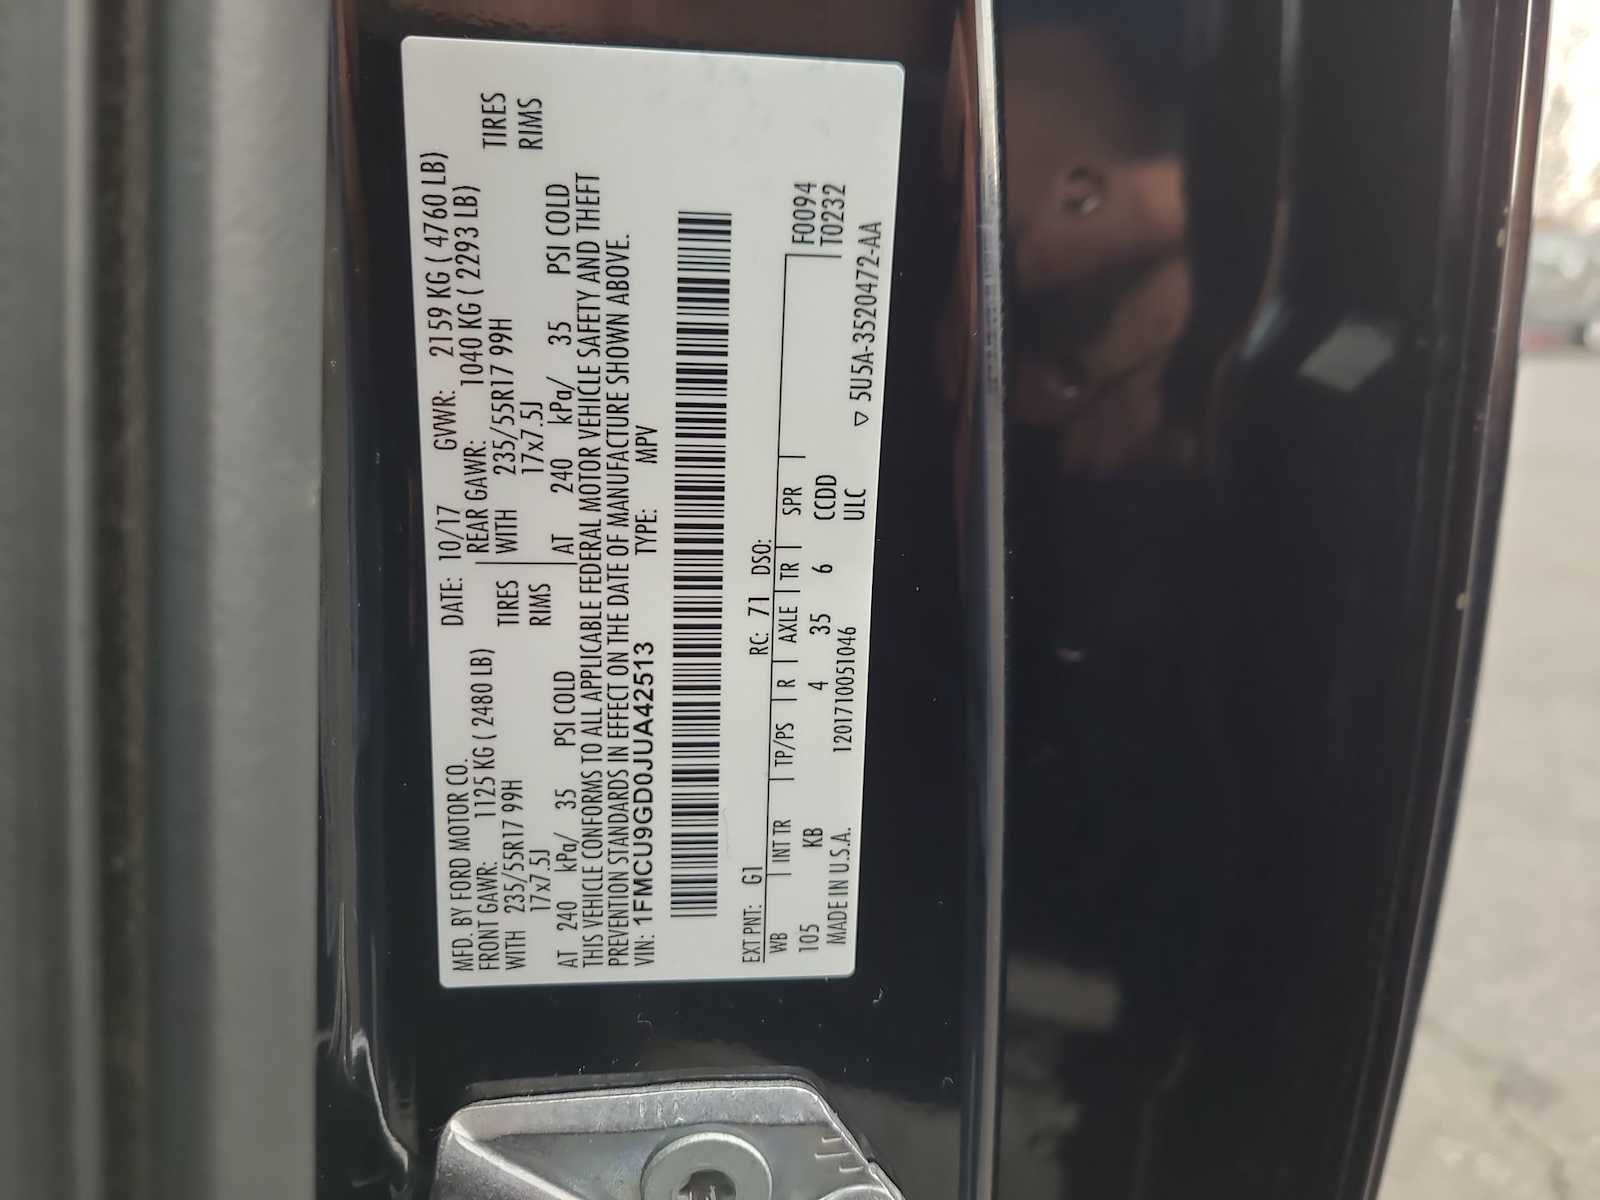 MFD. BY FORD MOTOR CO. DATE: 10/17 GVWR: 2159 KG ( 4760 LB)
FRONT GAWR: 1125 KG ( 2480 LB) REAR GAWR: 1040 KG ( 2293 LB)
WITH 235/55R17 99H TIRES WITH 235/55R17 99H TIRES
17x7.5J RIMS 17x7.5J RIMS
AT 240 kPa/ 35 PSI COLD AT 240 kPa/ 35 PSI COLD
THIS VEHICLE CONFORMS TO ALL APPLICABLE FEDERAL MOTOR VEHICLE SAFETY AND THEFT
PREVENTION STANDARDS IN EFFECT ON THE DATE OF MANUFACTURE SHOWN ABOVE.
VIN: 1FMCU9GD0JUA42513 TYPE: MPV
EXT PNT: G1 RC: 71 DSO:
WB INT TR TP/PS R AXLE TR SPR F0094
105 KB 4 35 6 CCDD T0232
MADE IN U.S.A. 1201710051046 ULC ▽ 5U5A-3520472-AA